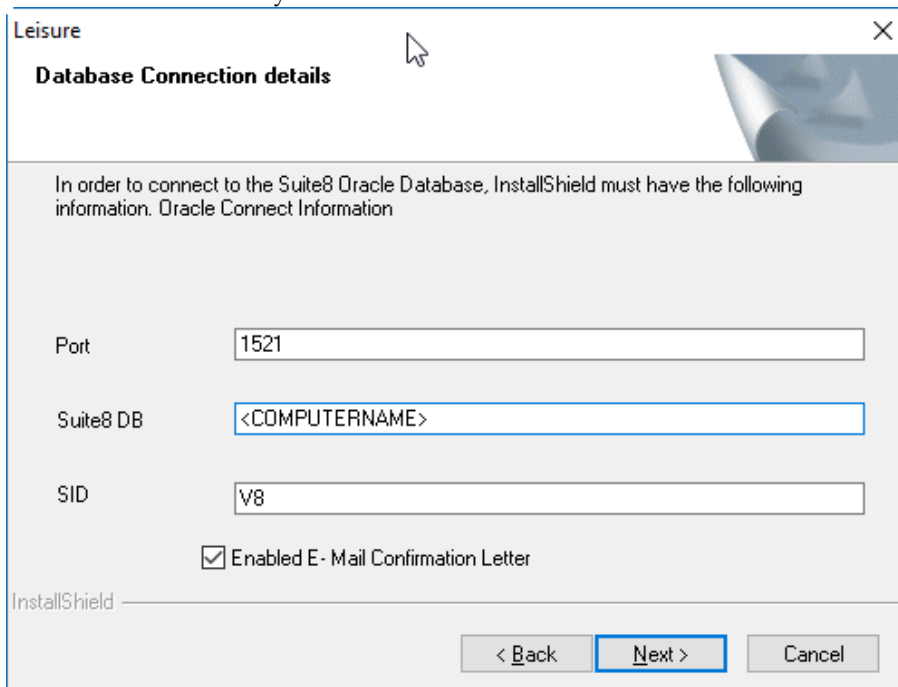 Leisure
Database Connection details
In order to connect to the Suite8 Oracle Database, InstallShield must have the following
information. Oracle Connect Information
Port
1521
Suite8 DB
<COMPUTERNAME>
SID
V8
Enabled E- Mail Confirmation Letter
InstallShield
< Back
Next >
Cancel